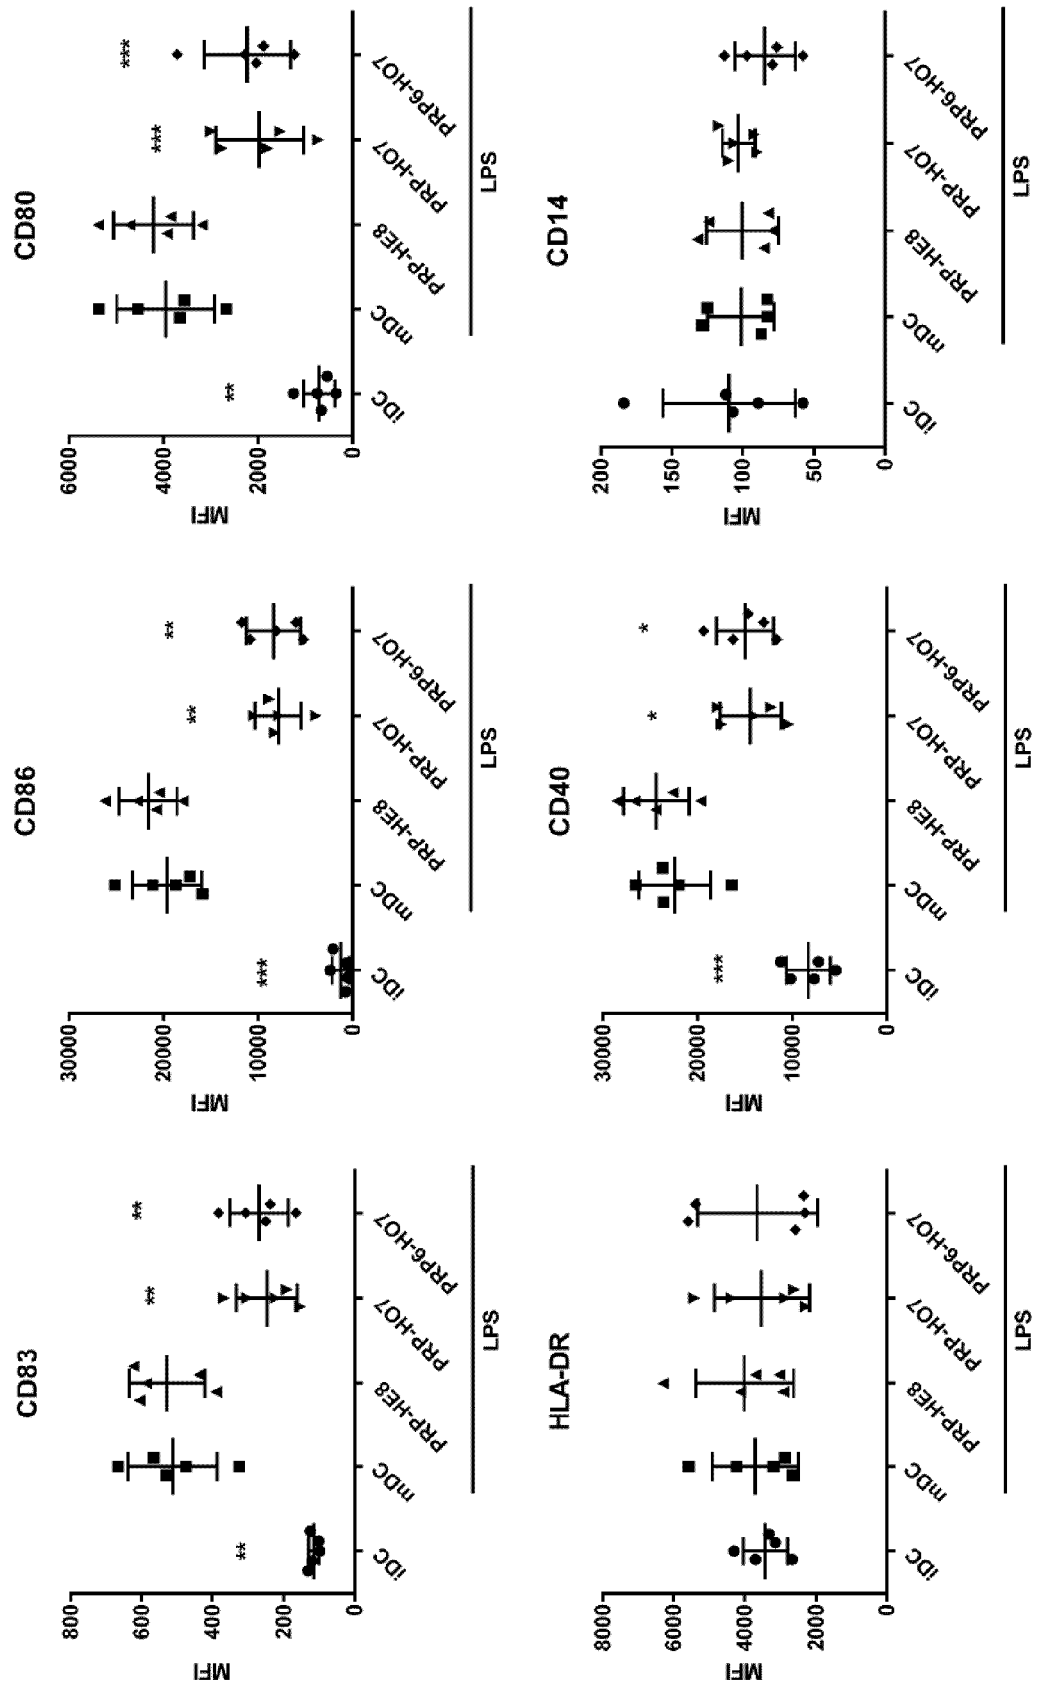 CD83
MFI
800
600
400
200
0
**
**
**
iDC
mDC
PRP-HE8
PRP-HO7
PRP6-HO7
LPS
CD86
MFI
30000
20000
10000
0
***
**
**
iDC
mDC
PRP-HE8
PRP-HO7
PRP6-HO7
LPS
CD80
MFI
6000
4000
2000
0
**
***
***
iDC
mDC
PRP-HE8
PRP-HO7
PRP6-HO7
LPS
HLA-DR
MFI
8000
6000
4000
2000
0
iDC
mDC
PRP-HE8
PRP-HO7
PRP6-HO7
LPS
CD40
MFI
30000
20000
10000
0
***
*
*
iDC
mDC
PRP-HE8
PRP-HO7
PRP6-HO7
LPS
CD14
MFI
200
150
100
50
0
iDC
mDC
PRP-HE8
PRP-HO7
PRP6-HO7
LPS